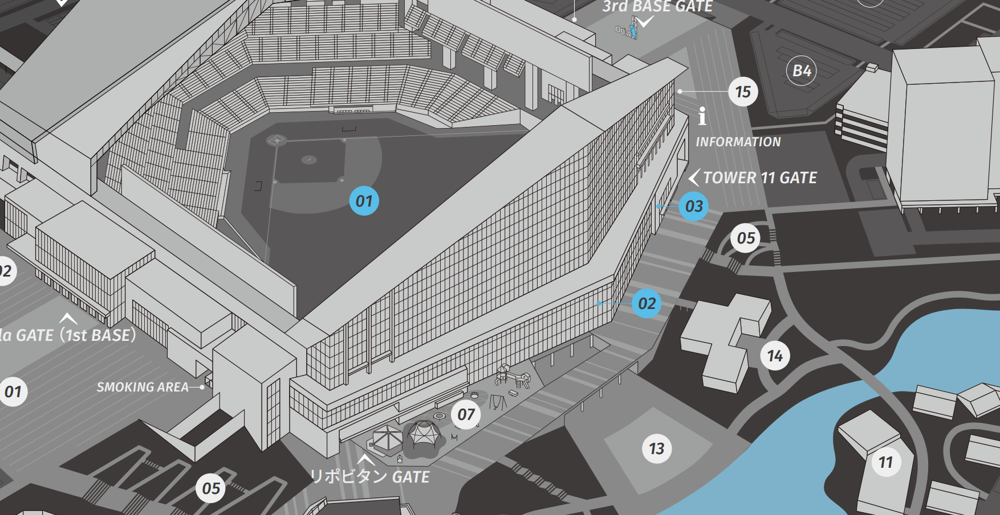 3rd BASE GATE
B4
15
INFORMATION
TOWER 11 GATE
01
03
05
02
02
la GATE (1st BASE)
14
SMOKING AREA
01
07
13
11
リポビタン GATE
05